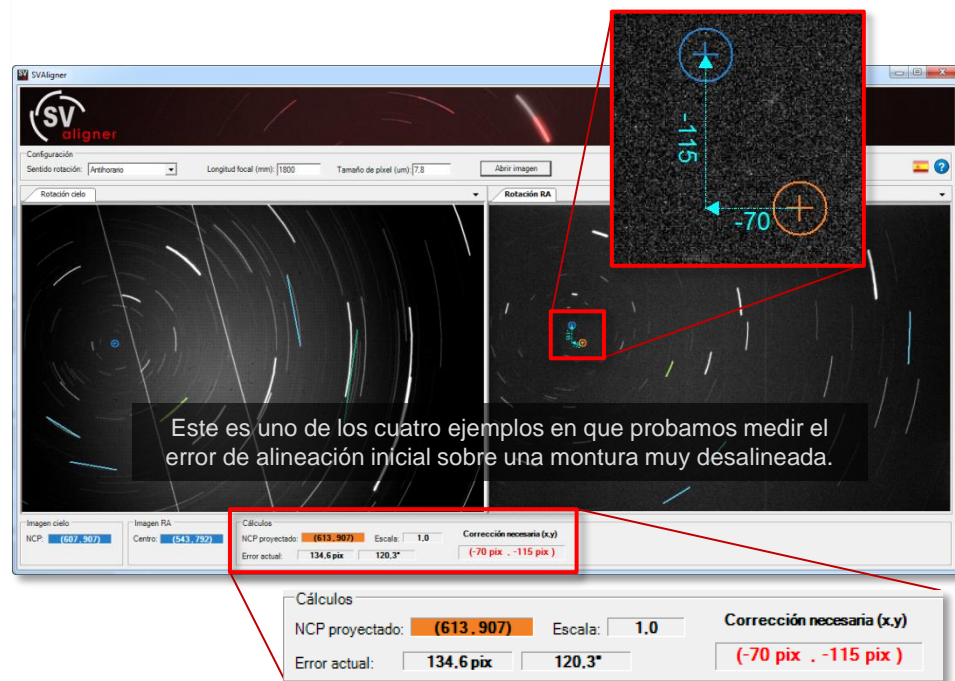 SV SVAligner
SV
aligner
Configuración
Sentido rotación: Antihorario Longitud focal (mm): 1800 Tamaño de pixel (um): 7.8 Abrir imagen
Rotación cielo
Rotación RA
-115
-70
Este es uno de los cuatro ejemplos en que probamos medir el
error de alineación inicial sobre una montura muy desalineada.
Imagen cielo
NCP: (607 , 907)
Imagen RA
Centro: (543 , 792)
Cálculos
NCP proyectado: (613 , 907) Escala: 1,0 Corrección necesaria (x,y)
Error actual: 134,6 pix 120,3" (-70 pix , -115 pix )
Cálculos
NCP proyectado: (613 , 907) Escala: 1,0 Corrección necesaria (x,y)
Error actual: 134,6 pix 120,3" (-70 pix , -115 pix )